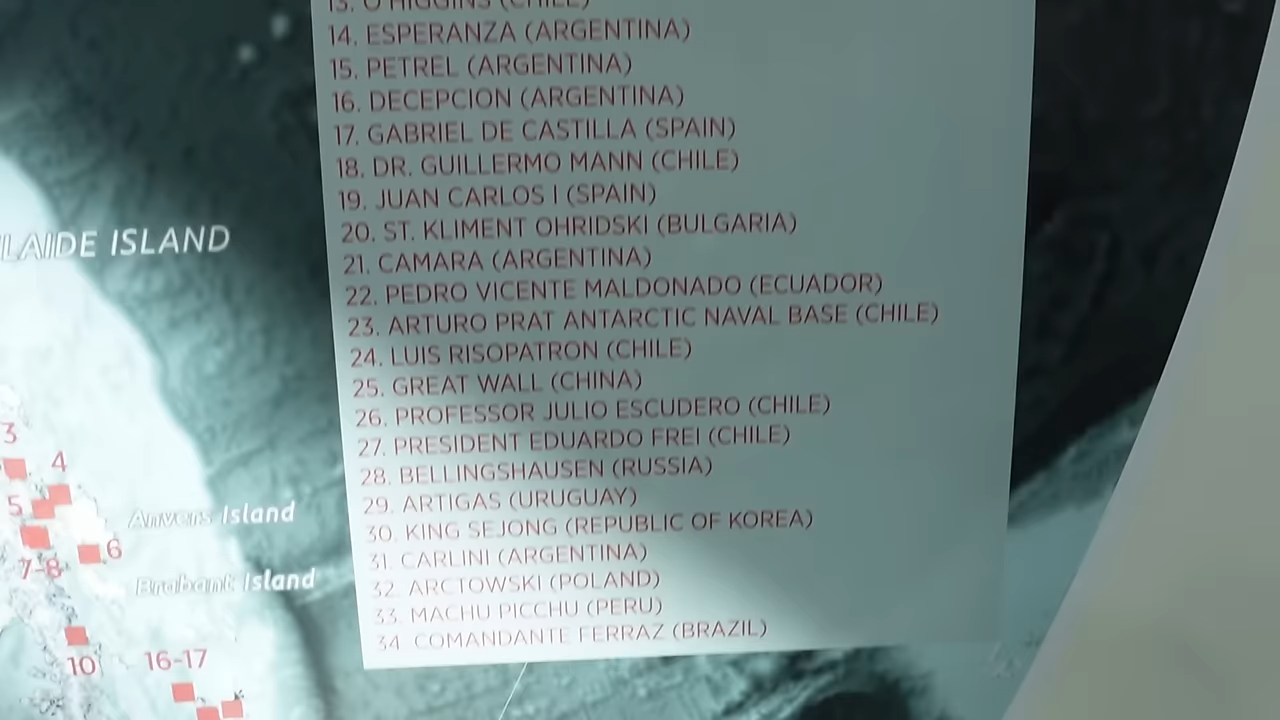 13. O'HIGGINS (CHILE)
14. ESPERANZA (ARGENTINA)
15. PETREL (ARGENTINA)
16. DECEPCION (ARGENTINA)
17. GABRIEL DE CASTILLA (SPAIN)
18. DR. GUILLERMO MANN (CHILE)
19. JUAN CARLOS I (SPAIN)
20. ST. KLIMENT OHRIDSKI (BULGARIA)
21. CAMARA (ARGENTINA)
22. PEDRO VICENTE MALDONADO (ECUADOR)
23. ARTURO PRAT ANTARCTIC NAVAL BASE (CHILE)
24. LUIS RISOPATRON (CHILE)
25. GREAT WALL (CHINA)
26. PROFESSOR JULIO ESCUDERO (CHILE)
27. PRESIDENT EDUARDO FREI (CHILE)
28. BELLINGSHAUSEN (RUSSIA)
29. ARTIGAS (URUGUAY)
30. KING SEJONG (REPUBLIC OF KOREA)
31. CARLINI (ARGENTINA)
32. ARCTOWSKI (POLAND)
33. MACHU PICCHU (PERU)
34. COMANDANTE FERRAZ (BRAZIL)
LAIDE ISLAND
3
4
5
Anvers Island
6
7-8
Brabant Island
10
16-17